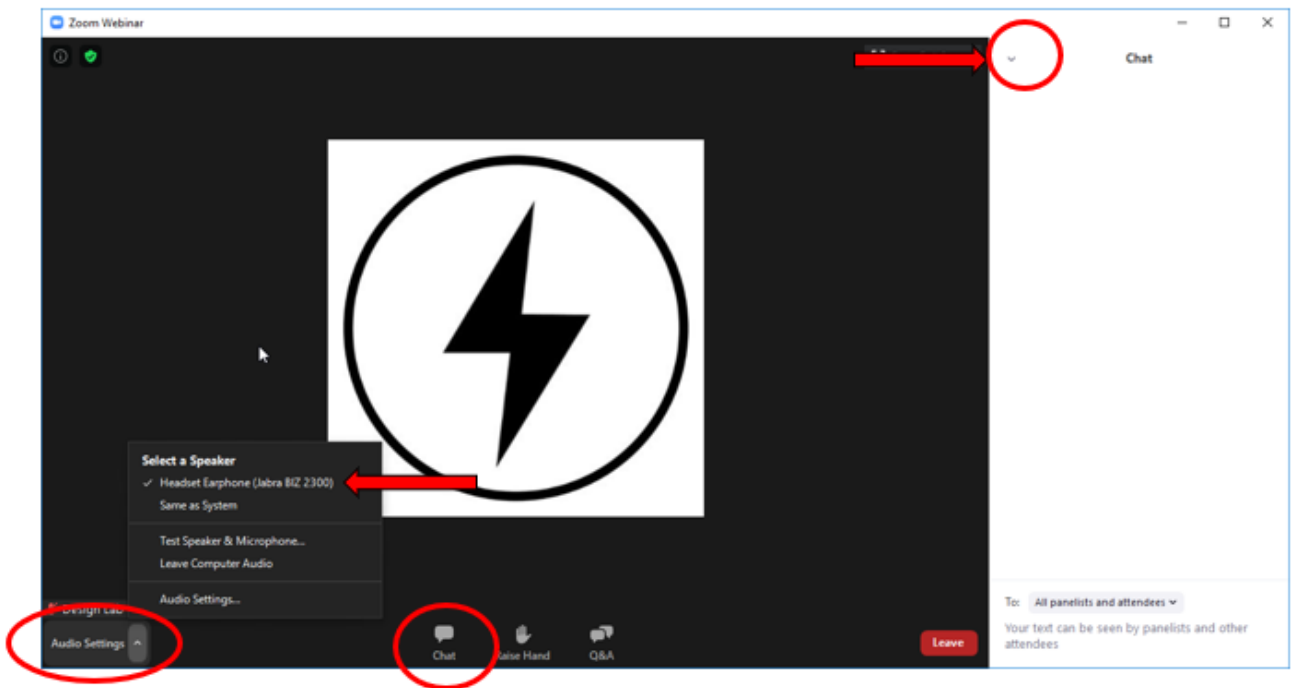 Zoom Webinar
Chat
Select a Speaker
Headset Earphone (Jabra BIZ 2300)
Same as System
Test Speaker & Microphone...
Leave Computer Audio
Audio Settings...
Design Lab
Audio Settings
Chat
Raise Hand
Q&A
Leave
To: All panelists and attendees
Your text can be seen by panelists and other
attendees